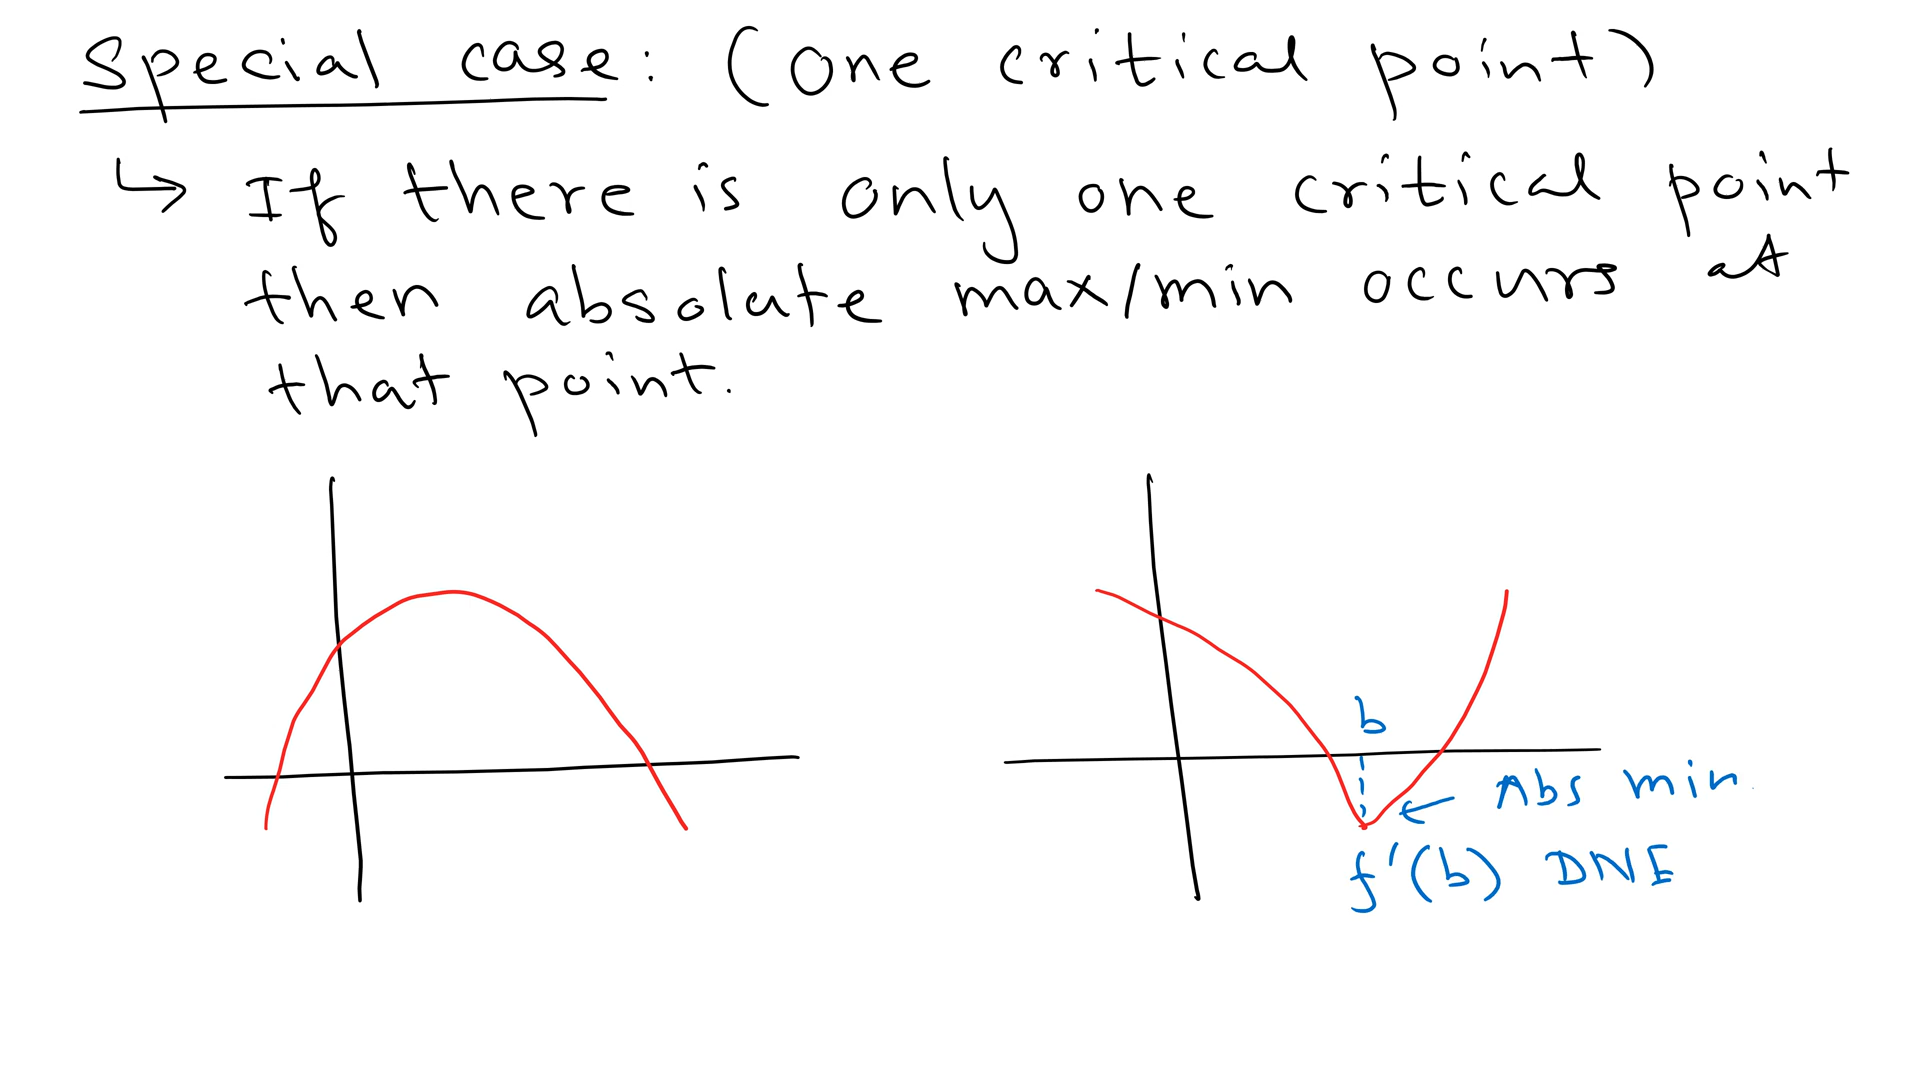 Special case: (One critical point)
↳ If there is only one critical point
then absolute max/min occurs at
that point.
b
← Abs min.
f'(b) DNE